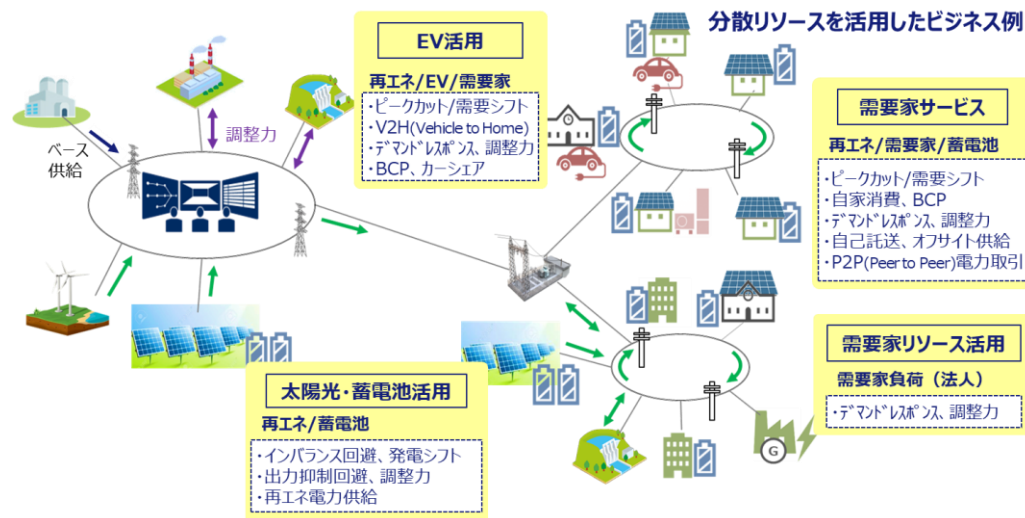 分散リソースを活用したビジネス例
EV活用
再エネ/EV/需要家
・ピークカット/需要シフト
・V2H(Vehicle to Home)
・ﾃﾞﾏﾝﾄﾞﾚｽﾎﾟﾝｽ、調整力
・BCP、カーシェア
調整力
ベース
供給
需要家サービス
再エネ/需要家/蓄電池
・ピークカット/需要シフト
・自家消費、BCP
・ﾃﾞﾏﾝﾄﾞﾚｽﾎﾟﾝｽ、調整力
・自己託送、オフサイト供給
・P2P(Peer to Peer)電力取引
需要家リソース活用
需要家負荷（法人）
・ﾃﾞﾏﾝﾄﾞﾚｽﾎﾟﾝｽ、調整力
太陽光・蓄電池活用
再エネ/蓄電池
・インバランス回避、発電シフト
・出力抑制回避、調整力
・再エネ電力供給
G